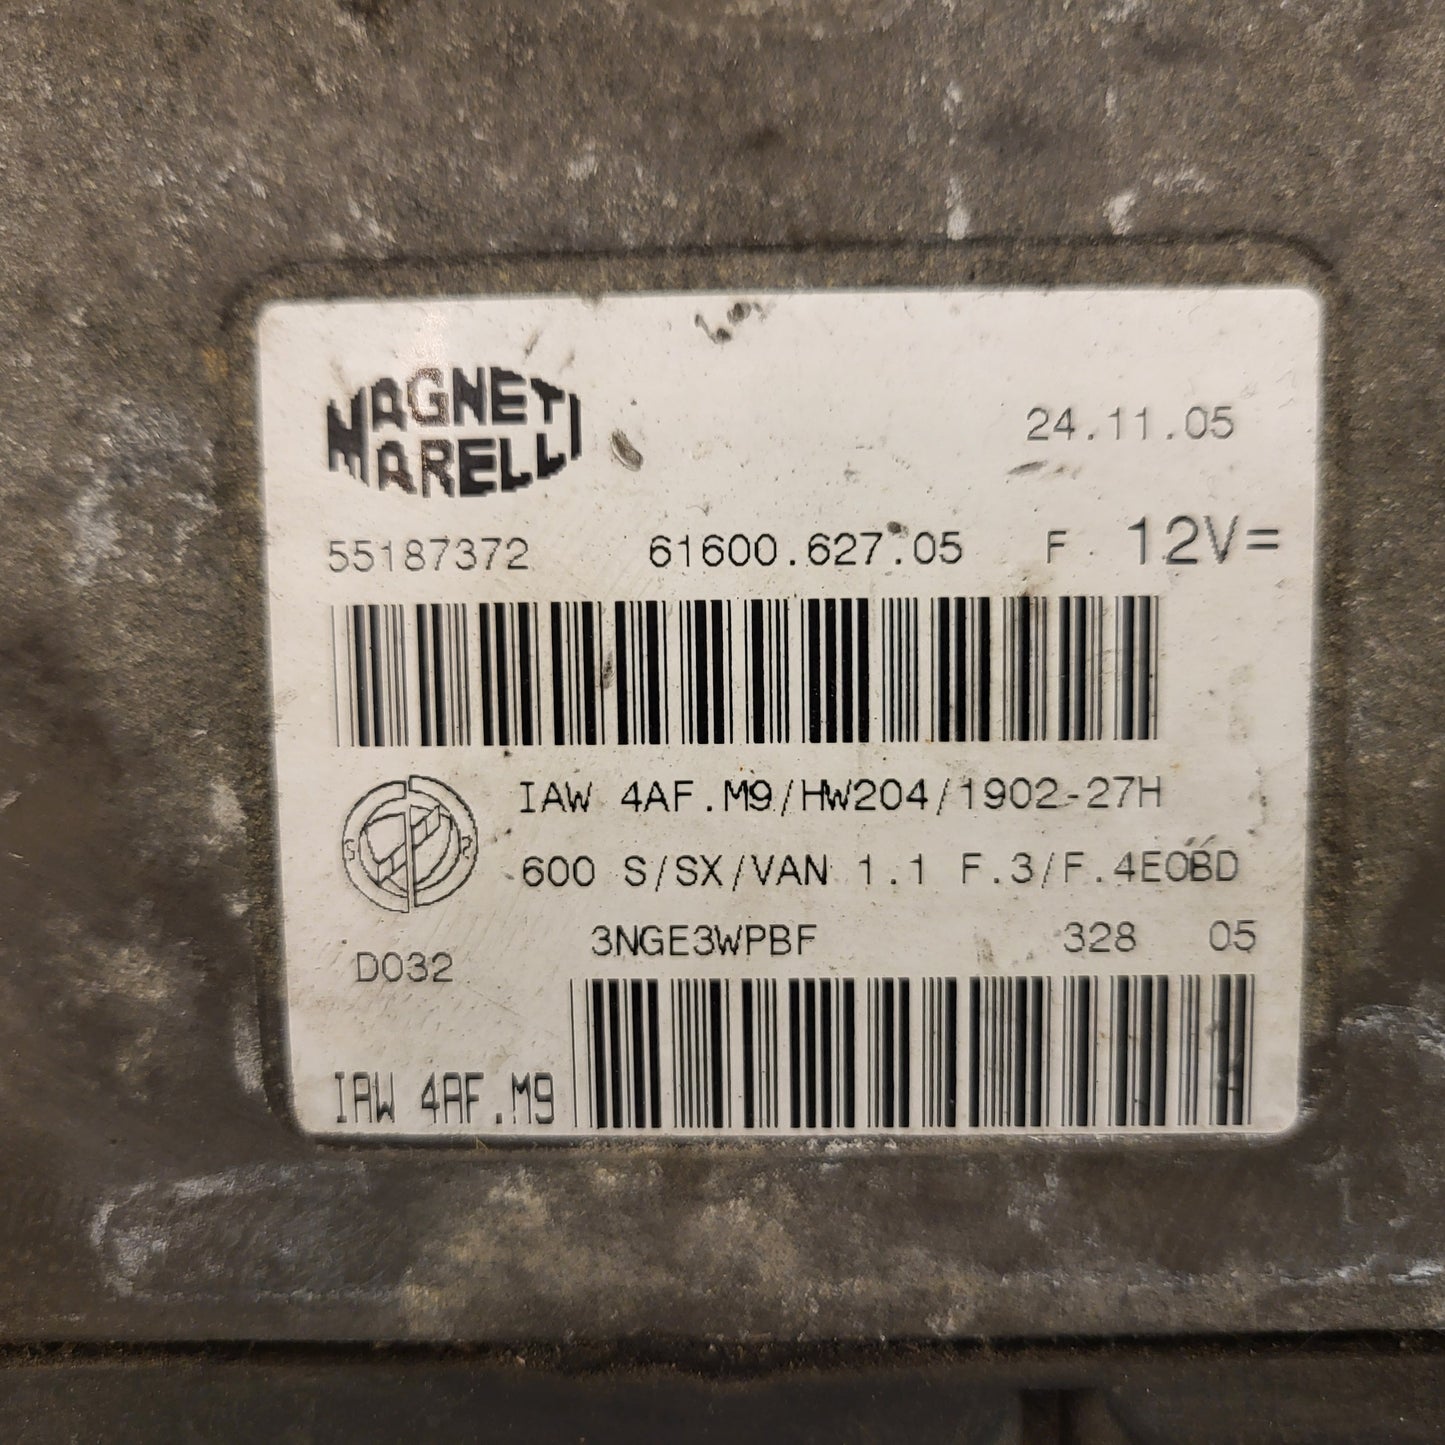 MAGNETI
MARELLI
24.11.05
55187372 61600.627.05 F 12V=
IAW 4AF.M9/HW204/1902-27H
S R
600 S/SX/VAN 1.1 F.3/F.4EOBD
3NGE3WPBF 328 05
D032
IAW 4AF.M9